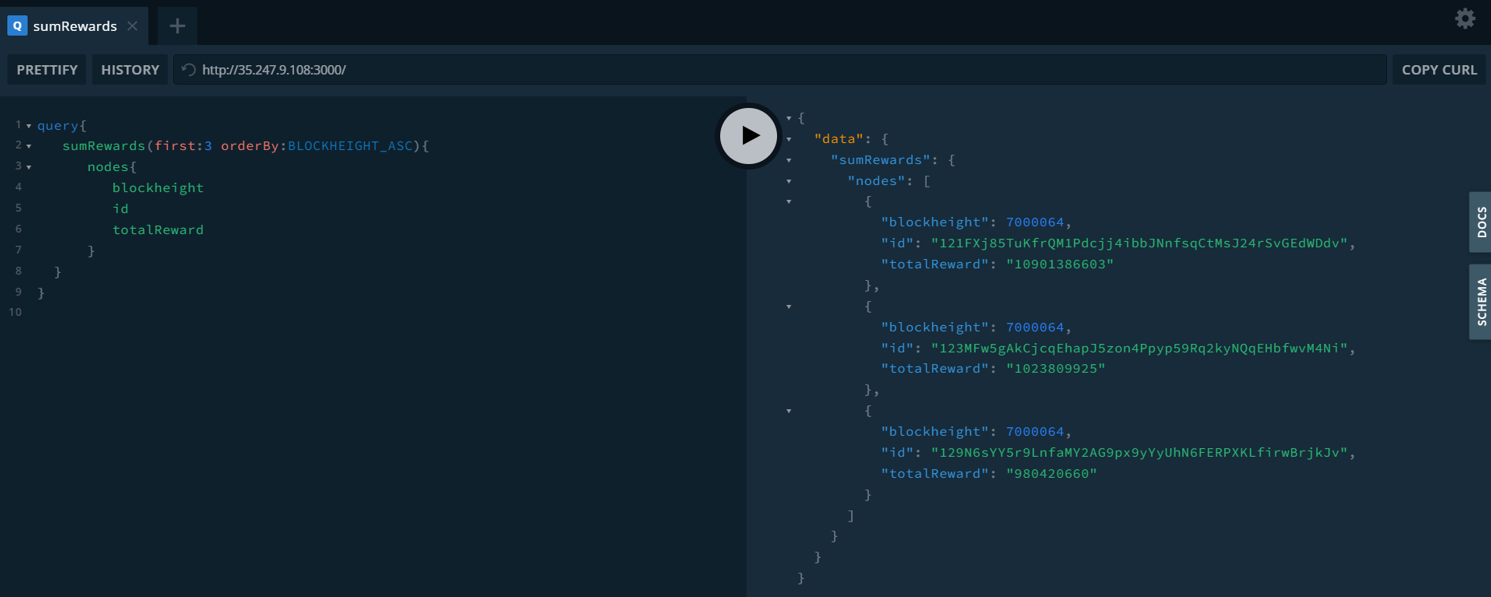 Q sumRewards × +
PRETTIFY HISTORY http://35.247.9.108:3000/ COPY CURL
1 query{
2 sumRewards(first:3 orderBy:BLOCKHEIGHT_ASC){
3 nodes{
4 blockheight
5 id
6 totalReward
7 }
8 }
9 }
10
{
"data": {
"sumRewards": {
"nodes": [
{
"blockheight": 7000064,
"id": "121FXj85TuKfrQM1Pdcjj4ibbJNnfsqCtMsJ24rSvGEdWDdv",
"totalReward": "10901386603"
},
{
"blockheight": 7000064,
"id": "123MFw5gAkCjcqEhapJ5zon4Ppyp59Rq2kyNQqEHbfwvM4Ni",
"totalReward": "1023809925"
},
{
"blockheight": 7000064,
"id": "129N6sYY5r9LnfaMY2AG9px9yYyUhN6FERPXKLfirwBrjkJv",
"totalReward": "980420660"
}
]
}
}
}
DOCS
SCHEMA